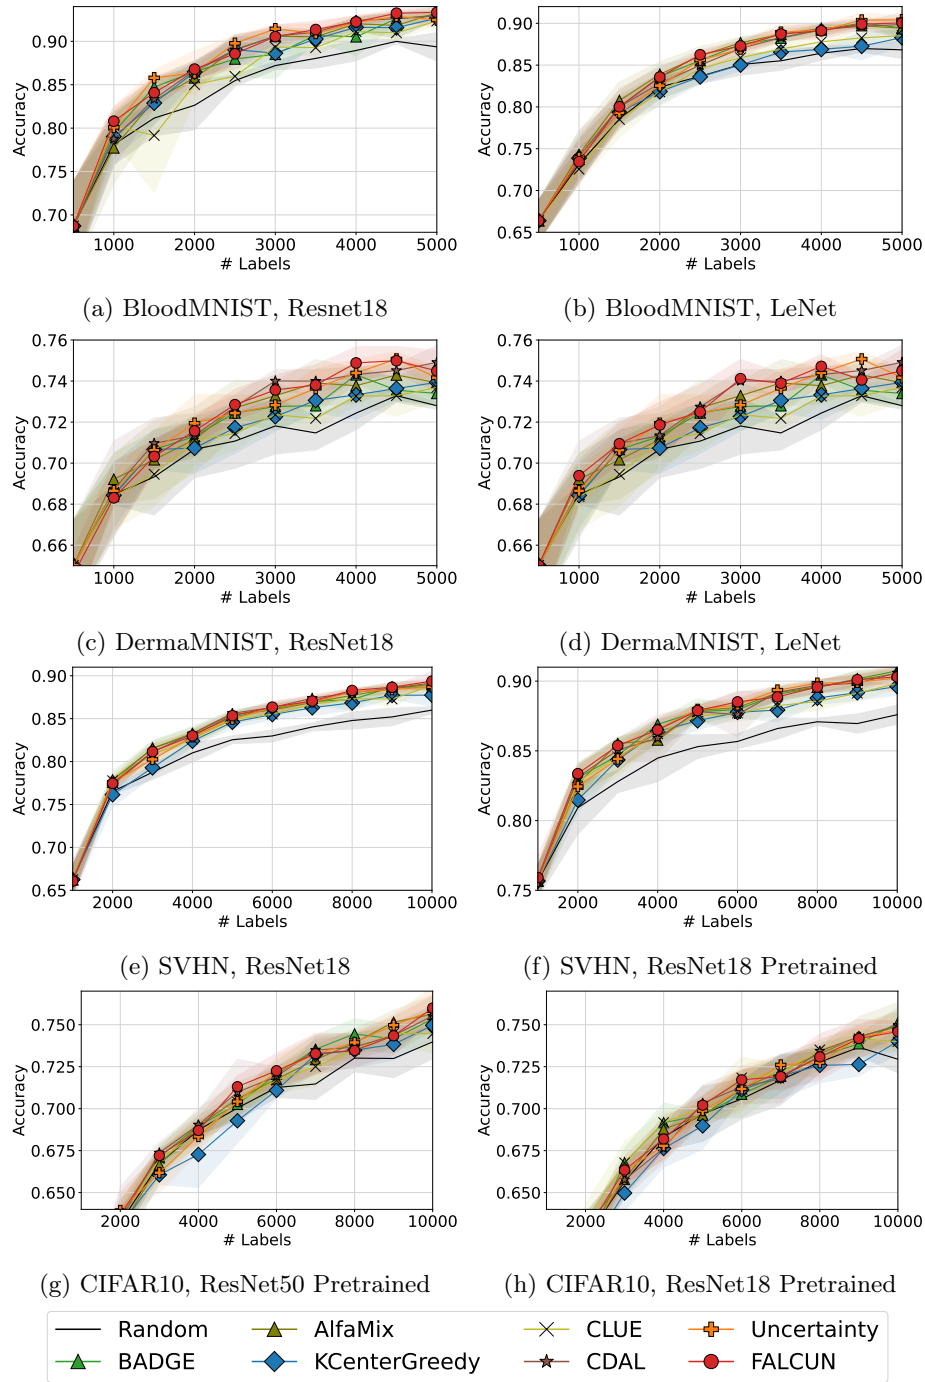 0.90
0.85
0.80
0.75
0.70
Accuracy
1000 2000 3000 4000 5000
# Labels
(a) BloodMNIST, Resnet18
0.90
0.85
0.80
0.75
0.70
0.65
Accuracy
1000 2000 3000 4000 5000
# Labels
(b) BloodMNIST, LeNet
0.76
0.74
0.72
0.70
0.68
0.66
Accuracy
1000 2000 3000 4000 5000
# Labels
(c) DermaMNIST, ResNet18
0.76
0.74
0.72
0.70
0.68
0.66
Accuracy
1000 2000 3000 4000 5000
# Labels
(d) DermaMNIST, LeNet
0.90
0.85
0.80
0.75
0.70
0.65
Accuracy
2000 4000 6000 8000 10000
# Labels
(e) SVHN, ResNet18
0.90
0.85
0.80
0.75
Accuracy
2000 4000 6000 8000 10000
# Labels
(f) SVHN, ResNet18 Pretrained
0.750
0.725
0.700
0.675
0.650
Accuracy
2000 4000 6000 8000 10000
# Labels
(g) CIFAR10, ResNet50 Pretrained
0.750
0.725
0.700
0.675
0.650
Accuracy
2000 4000 6000 8000 10000
# Labels
(h) CIFAR10, ResNet18 Pretrained
Random AlfaMix CLUE Uncertainty
BADGE KCenterGreedy CDAL FALCUN